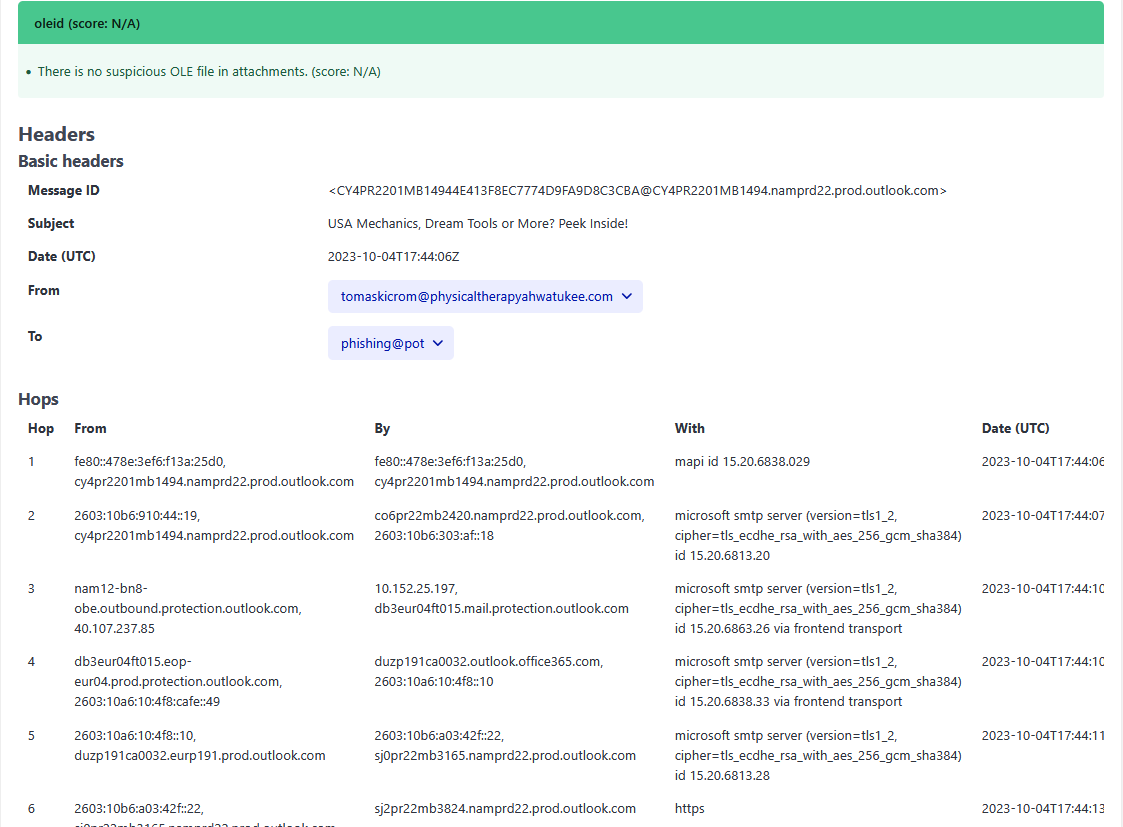 oleid (score: N/A)
• There is no suspicious OLE file in attachments. (score: N/A)
Headers
Basic headers
Message ID <CY4PR2201MB14944E413F8EC7774D9FA9D8C3CBA@CY4PR2201MB1494.namprd22.prod.outlook.com>
Subject USA Mechanics, Dream Tools or More? Peek Inside!
Date (UTC) 2023-10-04T17:44:06Z
From tomaskicrom@physicaltherapyahwatukee.com
To phishing@pot
Hops
Hop From By With Date (UTC)
1 fe80::478e:3ef6:f13a:25d0, fe80::478e:3ef6:f13a:25d0, mapi id 15.20.6838.029 2023-10-04T17:44:06
cy4pr2201mb1494.namprd22.prod.outlook.com cy4pr2201mb1494.namprd22.prod.outlook.com
2 2603:10b6:910:44::19, co6pr22mb2420.namprd22.prod.outlook.com, microsoft smtp server (version=tls1_2, 2023-10-04T17:44:07
cy4pr2201mb1494.namprd22.prod.outlook.com 2603:10b6:303:af::18 cipher=tls_ecdhe_rsa_with_aes_256_gcm_sha384)
id 15.20.6813.20
3 nam12-bn8- 10.152.25.197, microsoft smtp server (version=tls1_2, 2023-10-04T17:44:10
obe.outbound.protection.outlook.com, db3eur04ft015.mail.protection.outlook.com cipher=tls_ecdhe_rsa_with_aes_256_gcm_sha384)
40.107.237.85 id 15.20.6863.26 via frontend transport
4 db3eur04ft015.eop- duzp191ca0032.outlook.office365.com, microsoft smtp server (version=tls1_2, 2023-10-04T17:44:10
eur04.prod.protection.outlook.com, 2603:10a6:10:4f8::10 cipher=tls_ecdhe_rsa_with_aes_256_gcm_sha384)
2603:10a6:10:4f8:cafe::49 id 15.20.6838.33 via frontend transport
5 2603:10a6:10:4f8::10, 2603:10b6:a03:42f::22, microsoft smtp server (version=tls1_2, 2023-10-04T17:44:11
duzp191ca0032.eurp191.prod.outlook.com sj0pr22mb3165.namprd22.prod.outlook.com cipher=tls_ecdhe_rsa_with_aes_256_gcm_sha384)
id 15.20.6813.28
6 2603:10b6:a03:42f::22, sj2pr22mb3824.namprd22.prod.outlook.com https 2023-10-04T17:44:13